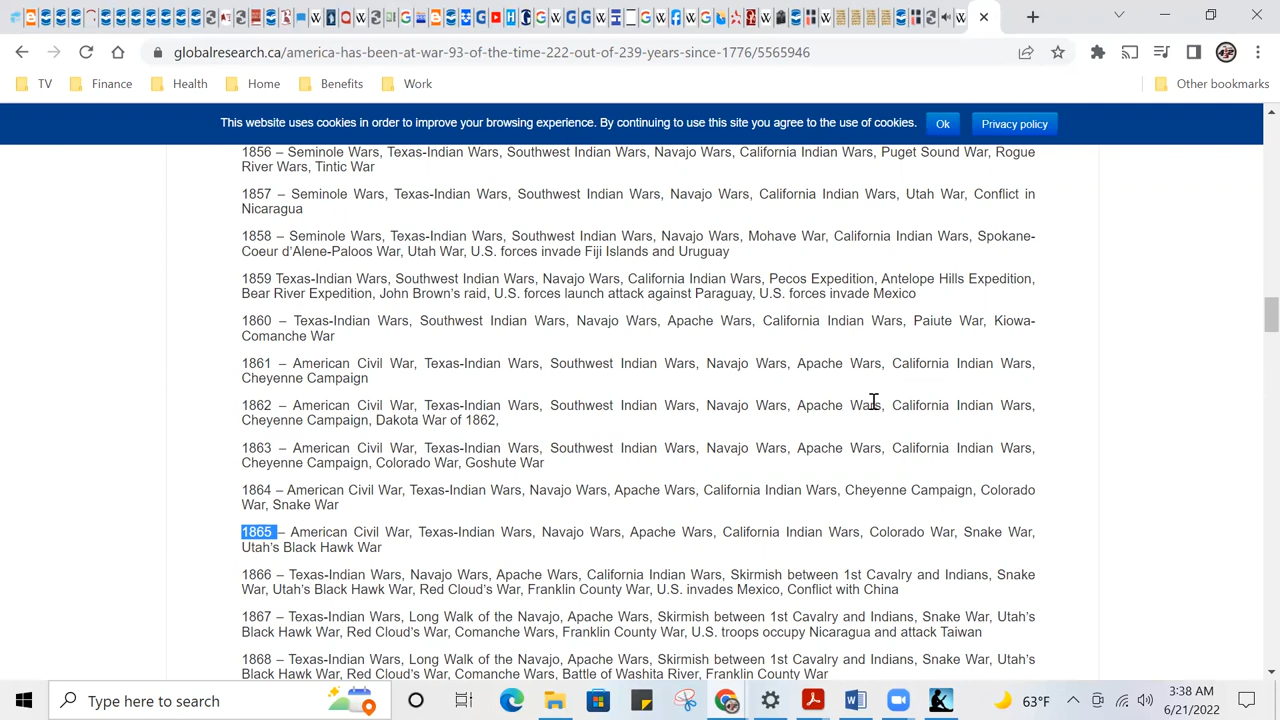 globalresearch.ca/america-has-been-at-war-93-of-the-time-222-out-of-239-years-since-1776/5565946
TV Finance Health Home Benefits Work Other bookmarks
This website uses cookies in order to improve your browsing experience. By continuing to use this site you agree to the use of cookies. Ok Privacy policy
1856 – Seminole Wars, Texas-Indian Wars, Southwest Indian Wars, Navajo Wars, California Indian Wars, Puget Sound War, Rogue
River Wars, Tintic War
1857 – Seminole Wars, Texas-Indian Wars, Southwest Indian Wars, Navajo Wars, California Indian Wars, Utah War, Conflict in
Nicaragua
1858 – Seminole Wars, Texas-Indian Wars, Southwest Indian Wars, Navajo Wars, Mohave War, California Indian Wars, Spokane-
Coeur d'Alene-Paloos War, Utah War, U.S. forces invade Fiji Islands and Uruguay
1859 Texas-Indian Wars, Southwest Indian Wars, Navajo Wars, California Indian Wars, Pecos Expedition, Antelope Hills Expedition,
Bear River Expedition, John Brown's raid, U.S. forces launch attack against Paraguay, U.S. forces invade Mexico
1860 – Texas-Indian Wars, Southwest Indian Wars, Navajo Wars, Apache Wars, California Indian Wars, Paiute War, Kiowa-
Comanche War
1861 – American Civil War, Texas-Indian Wars, Southwest Indian Wars, Navajo Wars, Apache Wars, California Indian Wars,
Cheyenne Campaign
1862 – American Civil War, Texas-Indian Wars, Southwest Indian Wars, Navajo Wars, Apache Wars, California Indian Wars,
Cheyenne Campaign, Dakota War of 1862,
1863 – American Civil War, Texas-Indian Wars, Southwest Indian Wars, Navajo Wars, Apache Wars, California Indian Wars,
Cheyenne Campaign, Colorado War, Goshute War
1864 – American Civil War, Texas-Indian Wars, Navajo Wars, Apache Wars, California Indian Wars, Cheyenne Campaign, Colorado
War, Snake War
1865 – American Civil War, Texas-Indian Wars, Navajo Wars, Apache Wars, California Indian Wars, Colorado War, Snake War,
Utah's Black Hawk War
1866 – Texas-Indian Wars, Navajo Wars, Apache Wars, California Indian Wars, Skirmish between 1st Cavalry and Indians, Snake
War, Utah's Black Hawk War, Red Cloud's War, Franklin County War, U.S. invades Mexico, Conflict with China
1867 – Texas-Indian Wars, Long Walk of the Navajo, Apache Wars, Skirmish between 1st Cavalry and Indians, Snake War, Utah's
Black Hawk War, Red Cloud's War, Comanche Wars, Franklin County War, U.S. troops occupy Nicaragua and attack Taiwan
1868 – Texas-Indian Wars, Long Walk of the Navajo, Apache Wars, Skirmish between 1st Cavalry and Indians, Snake War, Utah's
Black Hawk War, Red Cloud's War, Comanche Wars, Battle of Washita River, Franklin County War
Type here to search
63°F
3:38 AM
6/21/2022